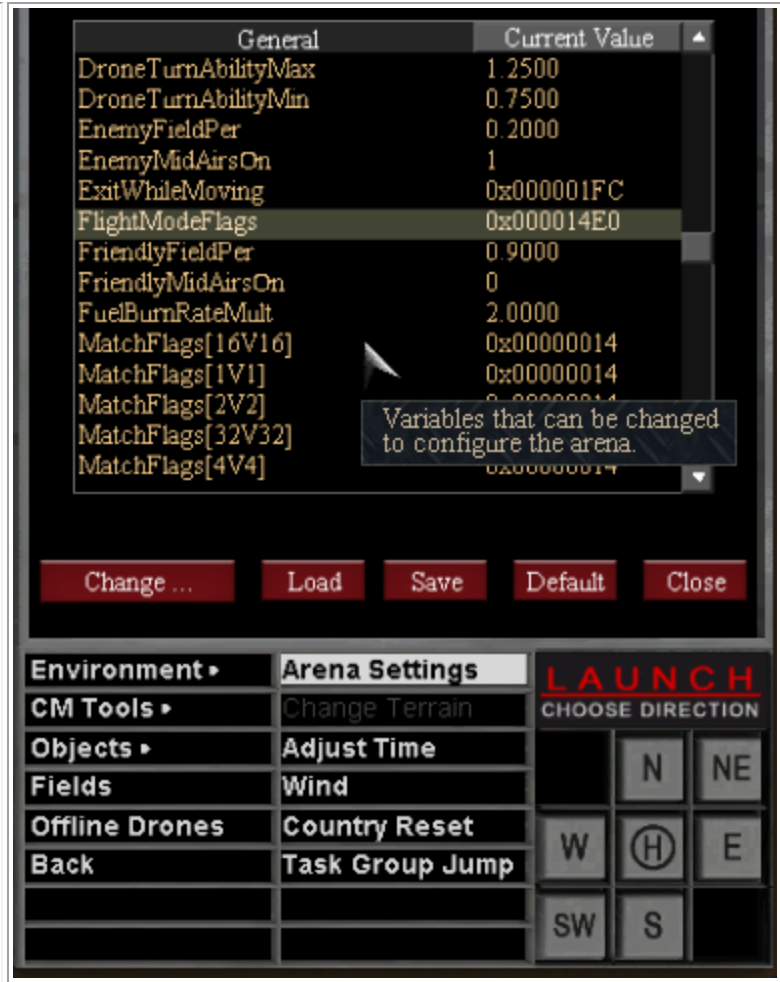 General Current Value
DroneTurnAbilityMax 1.2500
DroneTurnAbilityMin 0.7500
EnemyFieldPer 0.2000
EnemyMidAirsOn 1
ExitWhileMoving 0x000001FC
FlightModeFlags 0x000014E0
FriendlyFieldPer 0.9000
FriendlyMidAirsOn 0
FuelBurnRateMult 2.0000
MatchFlags[16V16] 0x00000014
MatchFlags[1V1] 0x00000014
MatchFlags[2V2]
MatchFlags[32V32]
MatchFlags[4V4] 0x00000014
Variables that can be changed
to configure the arena.
Change ... Load Save Default Close
Environment Arena Settings
CM Tools Change Terrain
Objects Adjust Time
Fields Wind
Offline Drones Country Reset
Back Task Group Jump
LAUNCH
CHOOSE DIRECTION
N NE
W H E
SW S